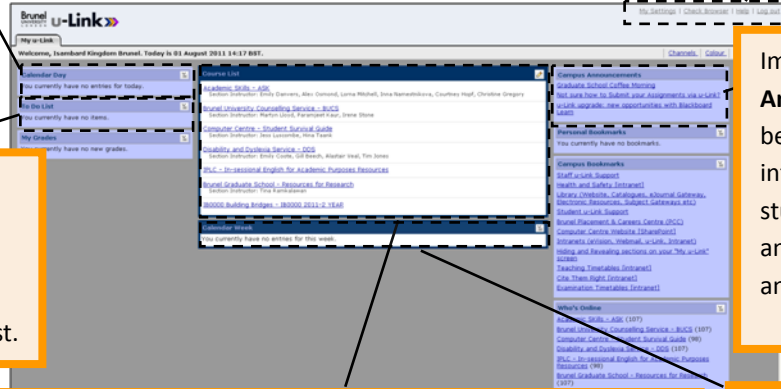 Brunel UNIVERSITY u-Link
My Settings | Check Browser | Help | Log out
My u-Link
Welcome, Isambard Kingdom Brunel. Today is 01 August 2011 14:17 BST.
Channels Colour
Calendar Day
You currently have no entries for today.
To Do List
You currently have no items.
My Grades
You currently have no new grades.
st.
Course List
Academic Skills - ASK
Section Instructor: Emily Danvers, Alex Osmond, Lorna Mitchell, Inna Namestnikova, Courtney Hopf, Christine Gregory
Brunel University Counselling Service - BUCS
Section Instructor: Martyn Lloyd, Paramjeet Kaur, Irene Stone
Computer Centre - Student Survival Guide
Section Instructor: Jess Luscombe, Hina Taank
Disability and Dyslexia Service - DDS
Section Instructor: Emily Coslie, Gill Beech, Alastair Veal, Tim Jones
IPLC - In-sessional English for Academic Purposes Resources
Brunel Graduate School - Resources for Research
Section Instructor: Tina Ramkalawan
IB0000 Building Bridges - IB0000 2011-2 YEAR
Calendar Week
You currently have no entries for this week.
Campus Announcements
Graduate School Coffee Morning
Not sure how to Submit your Assignments via u-Link?
u-Link upgrade: new opportunities with Blackboard
Learn
Personal Bookmarks
You currently have no bookmarks.
Campus Bookmarks
Staff u-Link Support
Health and Safety [Intranet]
Library (Website, Catalogues, eJournal Gateway,
Electronic Resources, Subject Gateways etc)
Student u-Link Support
Brunel Placement & Careers Centre (PCC)
Computer Centre Website [SharePoint]
Intranets (eVision, Webmail, u-Link, Intranet)
Hiding and Revealing sections on your "My u-Link"
screen
Teaching Timetables [intranet]
Cite Them Right [intranet]
Examination Timetables [intranet]
Who's Online
Academic Skills - ASK (107)
Brunel University Counselling Service - BUCS (107)
Computer Centre - Student Survival Guide (98)
Disability and Dyslexia Service - DDS (107)
IPLC - In-sessional English for Academic Purposes
Resources (98)
Brunel Graduate School - Resources for Research
(107)
Im
Ar
be
in
st
ar
ar